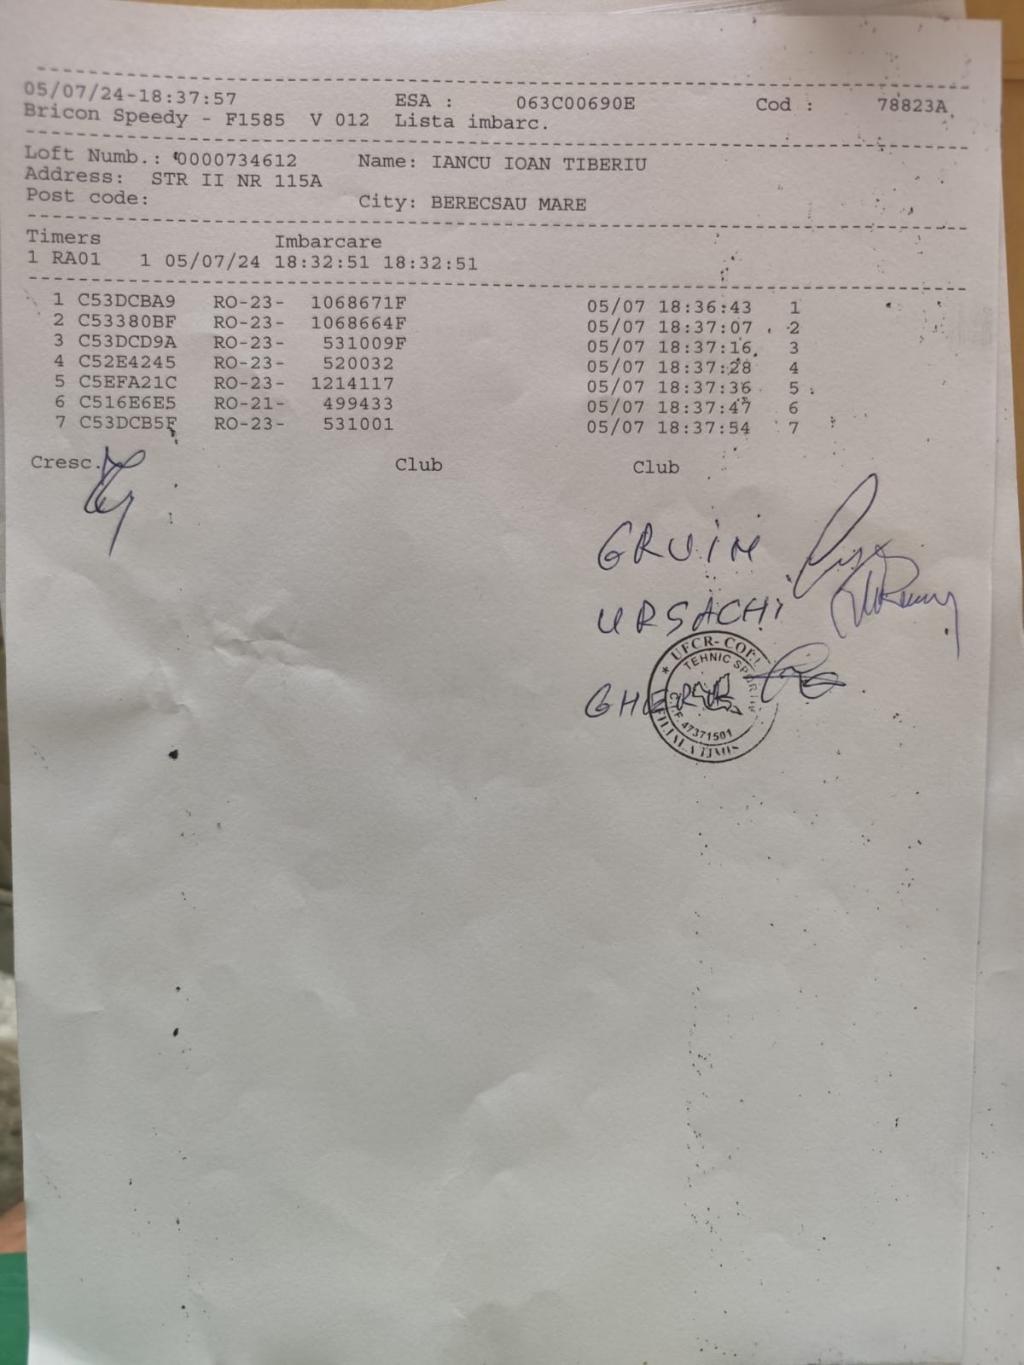 05/07/24-18:37:57 ESA : 063C00690E Cod : 78823A
Bricon Speedy - F1585 V 012 Lista imbarc.
Loft Numb.: 0000734612 Name: IANCU IOAN TIBERIU
Address: STR II NR 115A
Post code: City: BERECSAU MARE
Timers Imbarcare
1 RA01 1 05/07/24 18:32:51 18:32:51
1 C53DCBA9 RO-23- 1068671F 05/07 18:36:43 1
2 C53380BF RO-23- 1068664F 05/07 18:37:07 2
3 C53DCD9A RO-23- 531009F 05/07 18:37:16 3
4 C52E4245 RO-23- 520032 05/07 18:37:28 4
5 C5EFA21C RO-23- 1214117 05/07 18:37:36 5
6 C516E6E5 RO-21- 499433 05/07 18:37:47 6
7 C53DCB5F RO-23- 531001 05/07 18:37:54 7
Cresc. Club Club
GRUIM
URSACHI
UFCR-
TEHNIC
C.I.F. 47371501
FILIALA TIMIS